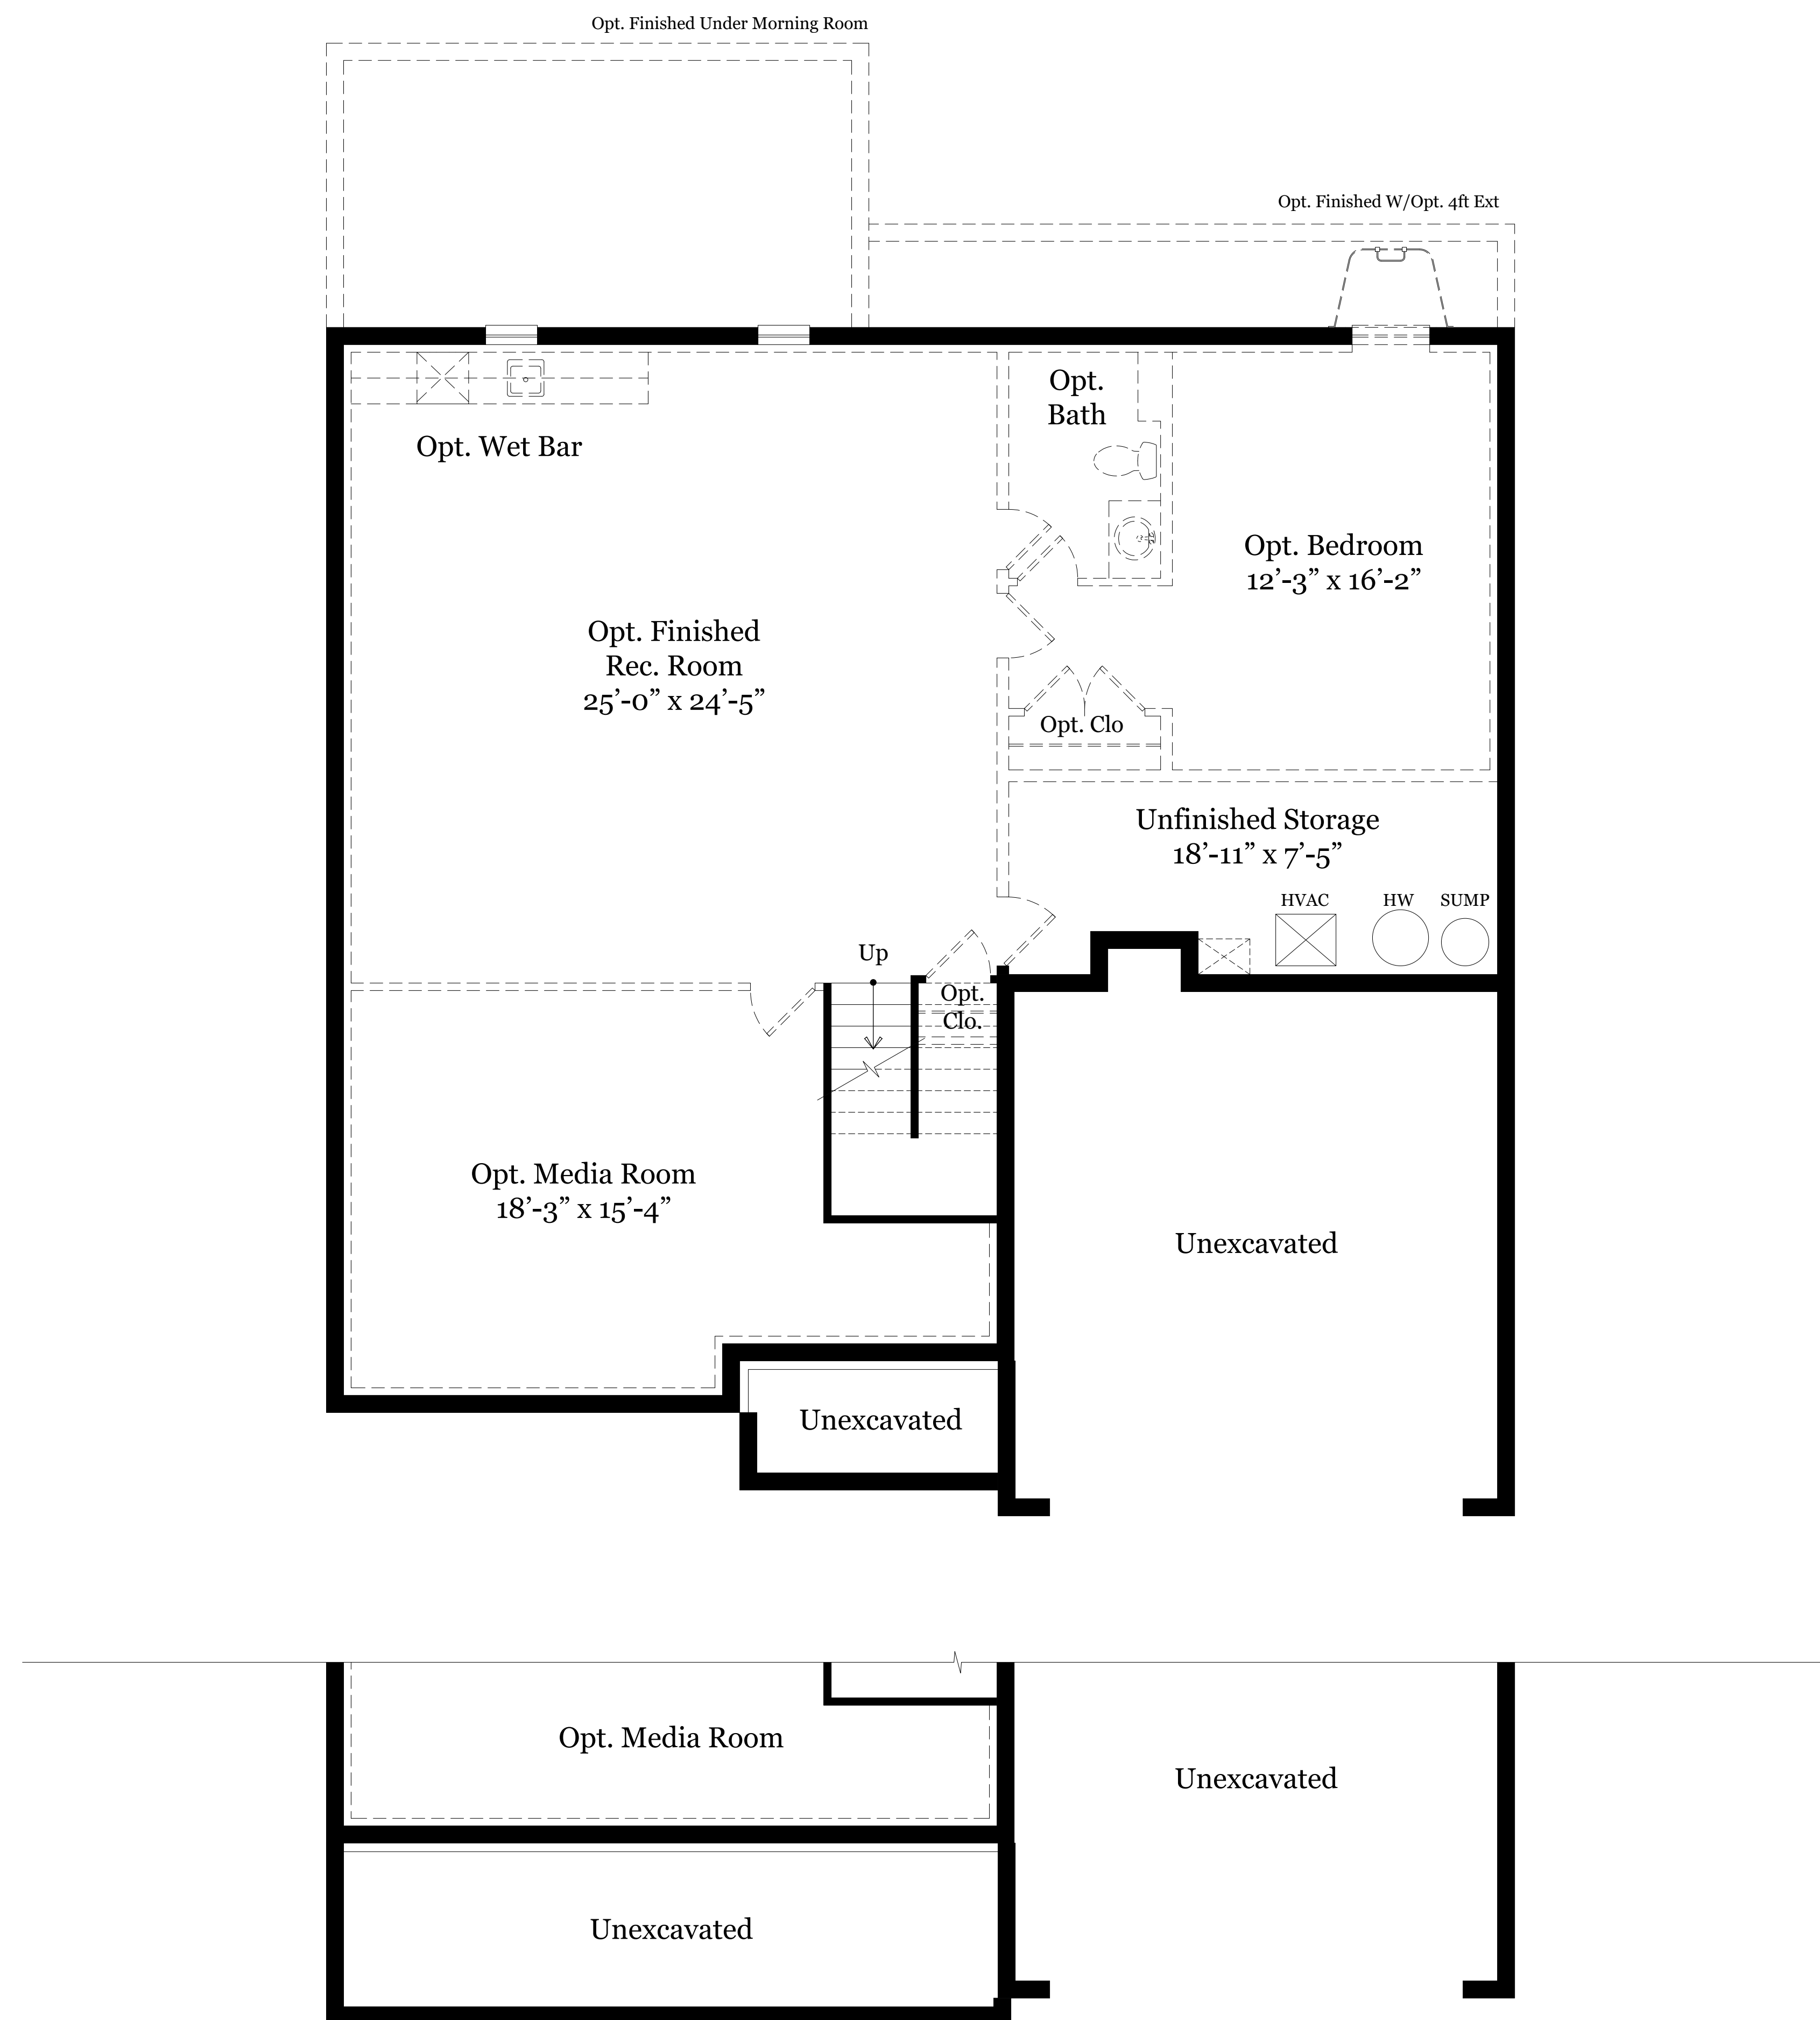 Opt. Finished Under Morning Room
Opt. Finished W/Opt. 4ft Ext
Opt.
Bath
Opt. Wet Bar
Opt. Bedroom
12’-3” x 16’-2”
Opt. Finished
Rec. Room
25’-0” x 24’-5”
Opt. Clo
Unfinished Storage
18’-11” x 7’-5”
HVAC
HW
SUMP
Up
Opt.
Clo.
Opt. Media Room
18’-3” x 15’-4”
Unexcavated
Unexcavated
Opt. Media Room
Unexcavated
Unexcavated